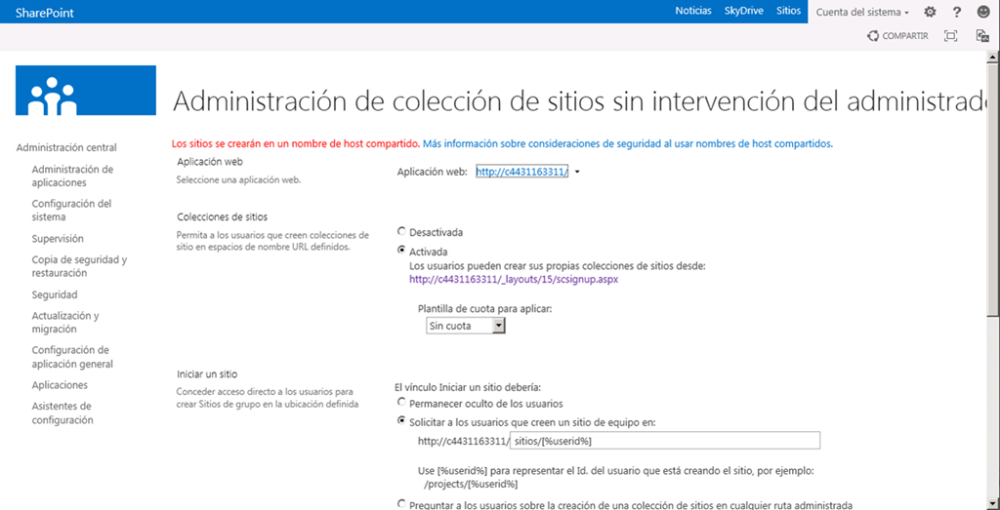 SharePoint
Noticias SkyDrive Sitios Cuenta del sistema
COMPARTIR
Administración de colección de sitios sin intervención del administrado
Administración central
Administración de
aplicaciones
Configuración del
sistema
Supervisión
Copia de seguridad y
restauración
Seguridad
Actualización y
migración
Configuración de
aplicación general
Aplicaciones
Asistentes de
configuración
Los sitios se crearán en un nombre de host compartido. Más información sobre consideraciones de seguridad al usar nombres de host compartidos.
Aplicación web
Seleccione una aplicación web.
Aplicación web: http://c4431163311/
Colecciones de sitios
Permita a los usuarios que creen colecciones de
sitio en espacios de nombre URL definidos.
Desactivada
Activada
Los usuarios pueden crear sus propias colecciones de sitios desde:
http://c4431163311/_layouts/15/scsignup.aspx
Plantilla de cuota para aplicar:
Sin cuota
Iniciar un sitio
Conceder acceso directo a los usuarios para
crear Sitios de grupo en la ubicación definida
El vínculo Iniciar un sitio debería:
Permanecer oculto de los usuarios
Solicitar a los usuarios que creen un sitio de equipo en:
http://c4431163311/ sitios/[%userid%]
Use [%userid%] para representar el Id. del usuario que está creando el sitio, por ejemplo:
/projects/[%userid%]
Preguntar a los usuarios sobre la creación de una colección de sitios en cualquier ruta administrada